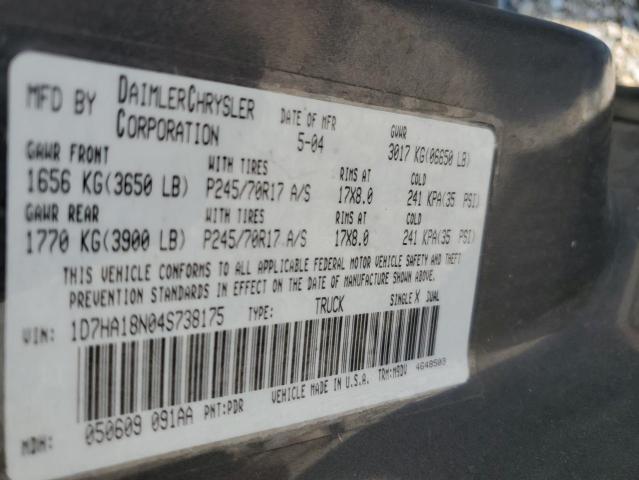 MFD BY DAIMLERCHRYSLER CORPORATION DATE OF MFR 5-04 GVWR 3017 KG(06650 LB)
GAWR FRONT WITH TIRES RIMS AT COLD
1656 KG(3650 LB) P245/70R17 A/S 17X8.0 241 KPA(35 PSI)
GAWR REAR WITH TIRES RIMS AT COLD
1770 KG(3900 LB) P245/70R17 A/S 17X8.0 241 KPA(35 PSI)
THIS VEHICLE CONFORMS TO ALL APPLICABLE FEDERAL MOTOR VEHICLE SAFETY AND THEFT
PREVENTION STANDARDS IN EFFECT ON THE DATE OF MANUFACTURE SHOWN ABOVE.
VIN: 1D7HA18N04S738175 TYPE: TRUCK SINGLE X DUAL
VEHICLE MADE IN U.S.A. TRM:M9DV 4648503
MDH: 050609 091AA PNT:PDR